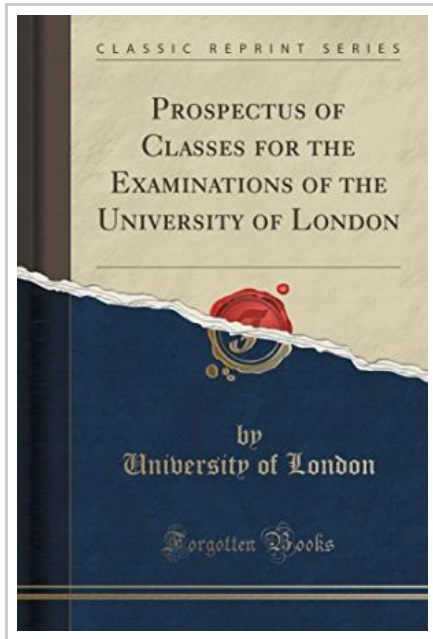 CLASSIC REPRINT SERIES
PROSPECTUS OF
CLASSES FOR THE
EXAMINATIONS OF THE
UNIVERSITY OF LONDON
by
University of London
Forgotten Books